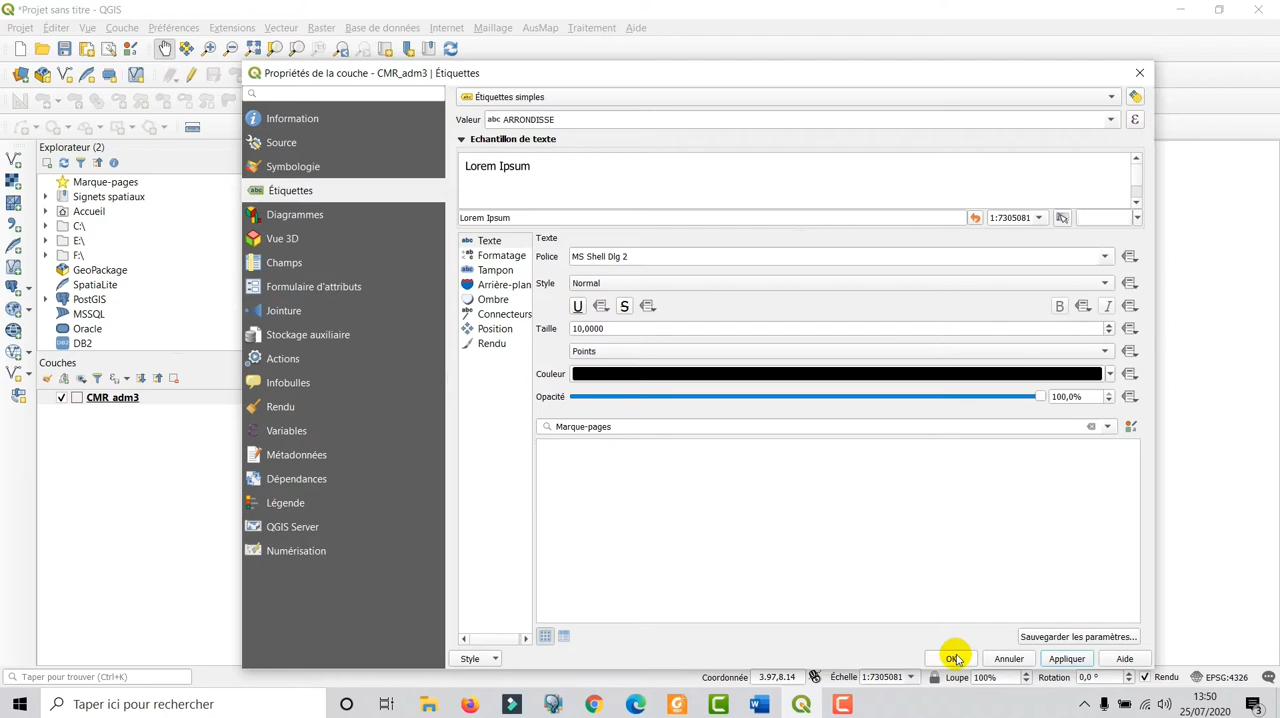 *Projet sans titre - QGIS
Projet Éditer Vue Couche Préférences Extensions Vecteur Raster Base de données Internet Maillage AusMap Traitement Aide
Propriétés de la couche - CMR_adm3 | Étiquettes
Information
Source
Symbologie
Étiquettes
Diagrammes
Vue 3D
Champs
Formulaire d'attributs
Jointure
Stockage auxiliaire
Actions
Infobulles
Rendu
Variables
Métadonnées
Dépendances
Légende
QGIS Server
Numérisation
abc Étiquettes simples
Valeur abc ARRONDISSE
Echantillon de texte
Lorem Ipsum
Lorem Ipsum 1:7305081
abc Texte
Formatage
abc Tampon
Arrière-plan
Ombre
Connecteurs
Position
Rendu
Texte
Police MS Shell Dlg 2
Style Normal
U S B I
Taille 10,0000
Points
Couleur
Opacité 100,0%
Marque-pages
Sauvegarder les paramètres...
Style OK Annuler Appliquer Aide
Explorateur (2)
Marque-pages
Signets spatiaux
Accueil
C:\
E:\
F:\
GeoPackage
SpatiaLite
PostGIS
MSSQL
Oracle
DB2 DB2
Couches
CMR_adm3
Taper pour trouver (Ctrl+K) Coordonnée 3.97,8.14 Échelle 1:7305081 Loupe 100% Rotation 0,0 ° Rendu EPSG:4326
Taper ici pour rechercher
13:50
25/07/2020
3